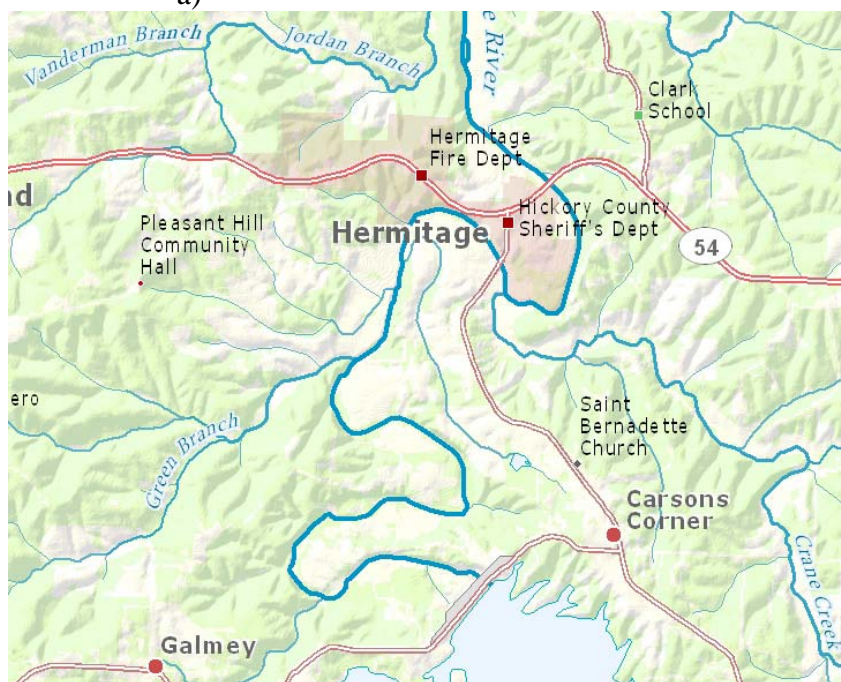 a)
Vanderman Branch
Jordan Branch
e River
Clark
School
Hermitage
Fire Dept
nd
Pleasant Hill
Community
Hall
Hermitage
Hickory County
Sheriff's Dept
54
ero
Green Branch
Saint
Bernadette
Church
Carsons
Corner
Crane Creek
Galmey